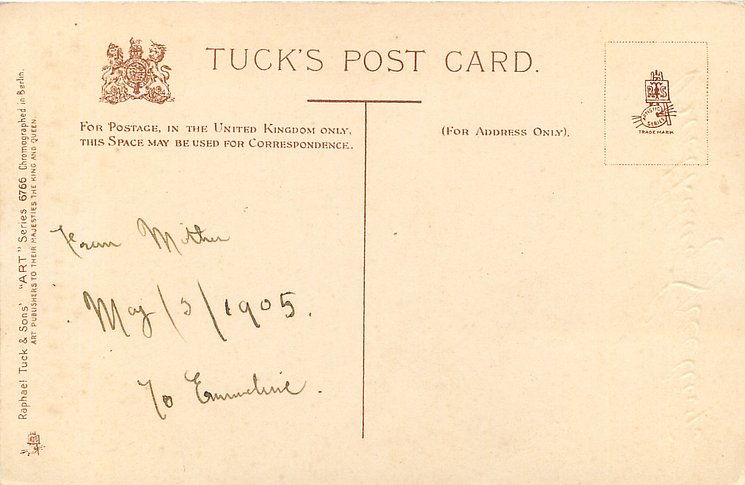 TUCK'S POST CARD.
FOR POSTAGE, IN THE UNITED KINGDOM ONLY,
THIS SPACE MAY BE USED FOR CORRESPONDENCE.
(FOR ADDRESS ONLY).
TRADE MARK
From Mother
May/3/1905.
To Emmeline.
Raphael Tuck & Sons' "ART" Series 6766 Chromographed in Berlin.
ART PUBLISHERS TO THEIR MAJESTIES THE KING AND QUEEN.